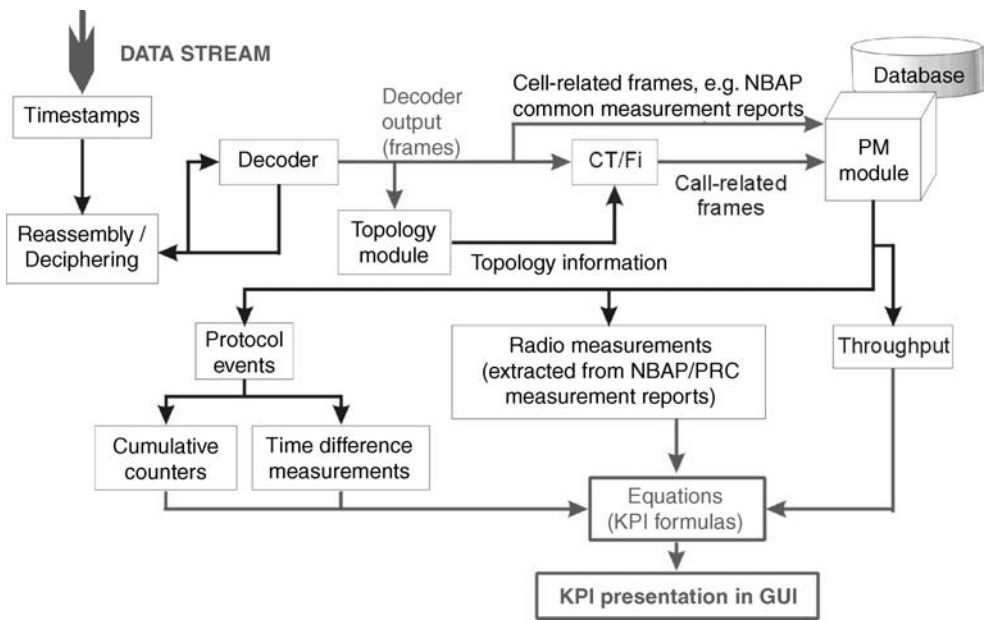 DATA STREAM
Timestamps
Reassembly /
Deciphering
Decoder
Decoder
output
(frames)
Topology
module
Topology information
Cell-related frames, e.g. NBAP
common measurement reports
CT/Fi
Call-related
frames
Database
PM
module
Protocol
events
Cumulative
counters
Time difference
measurements
Radio measurements
(extracted from NBAP/PRC
measurement reports)
Throughput
Equations
(KPI formulas)
KPI presentation in GUI